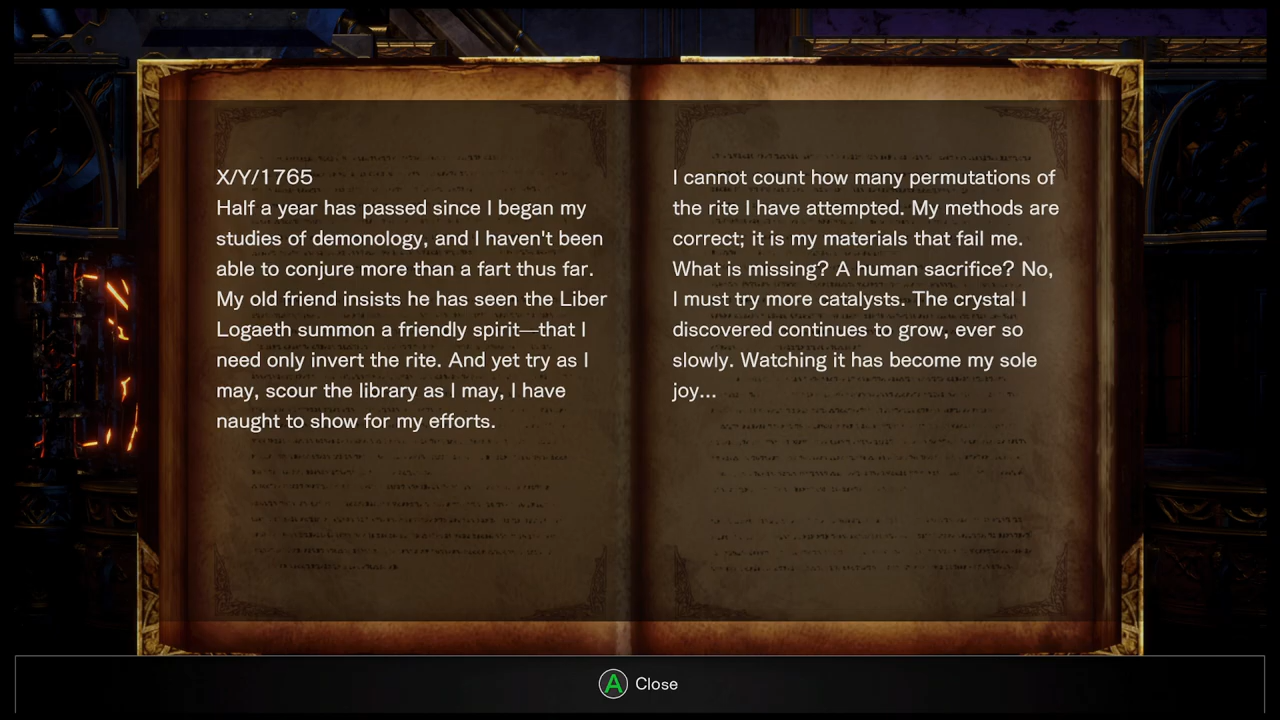 X/Y/1765
Half a year has passed since I began my
studies of demonology, and I haven't been
able to conjure more than a fart thus far.
My old friend insists he has seen the Liber
Logaeth summon a friendly spirit—that I
need only invert the rite. And yet try as I
may, scour the library as I may, I have
naught to show for my efforts.
I cannot count how many permutations of
the rite I have attempted. My methods are
correct; it is my materials that fail me.
What is missing? A human sacrifice? No,
I must try more catalysts. The crystal I
discovered continues to grow, ever so
slowly. Watching it has become my sole
joy...
A Close